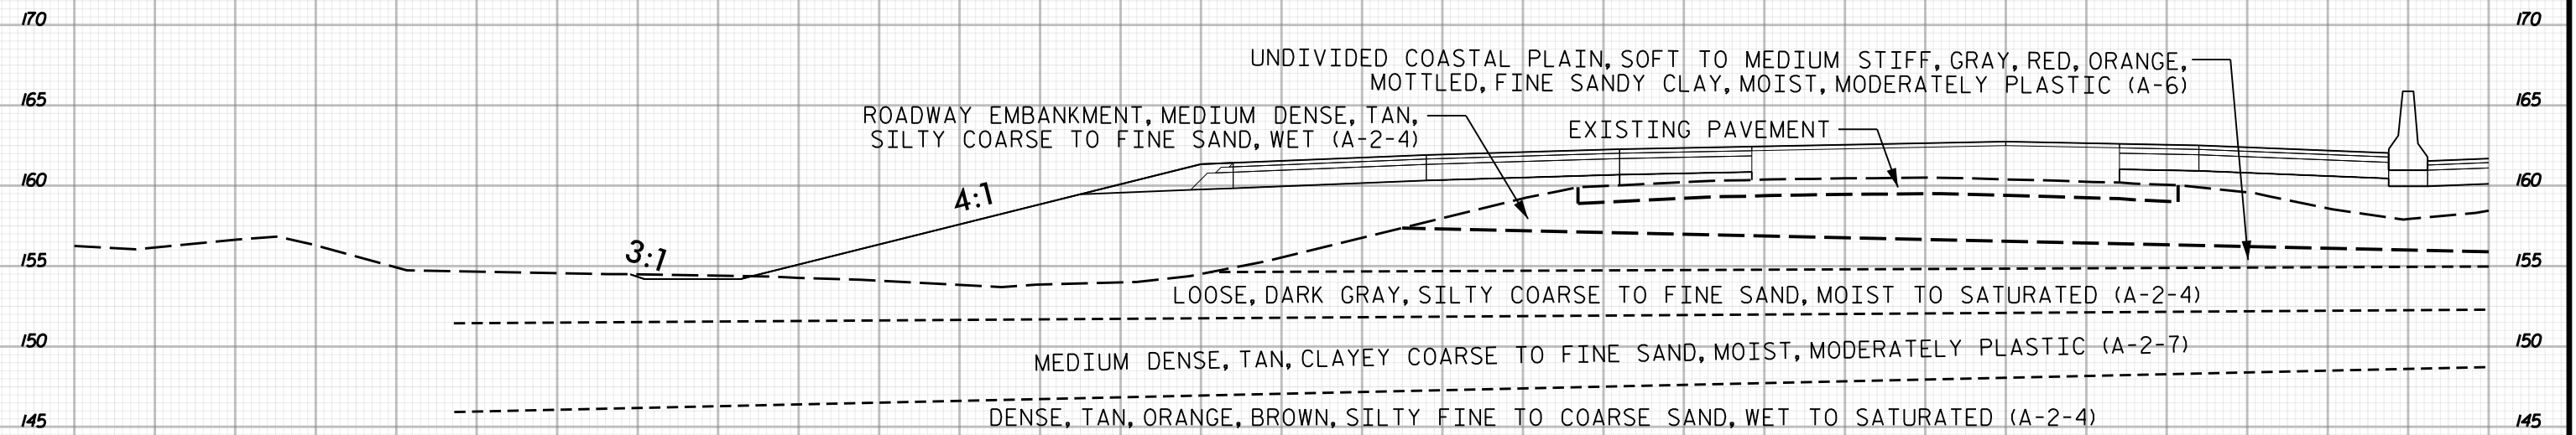 170 170
UNDIVIDED COASTAL PLAIN, SOFT TO MEDIUM STIFF, GRAY, RED, ORANGE,
MOTTLED, FINE SANDY CLAY, MOIST, MODERATELY PLASTIC (A-6)
165 165
ROADWAY EMBANKMENT, MEDIUM DENSE, TAN,
SILTY COARSE TO FINE SAND, WET (A-2-4)
EXISTING PAVEMENT
160 160
4:1
3:1
155 155
LOOSE, DARK GRAY, SILTY COARSE TO FINE SAND, MOIST TO SATURATED (A-2-4)
150 150
MEDIUM DENSE, TAN, CLAYEY COARSE TO FINE SAND, MOIST, MODERATELY PLASTIC (A-2-7)
145 145
DENSE, TAN, ORANGE, BROWN, SILTY FINE TO COARSE SAND, WET TO SATURATED (A-2-4)